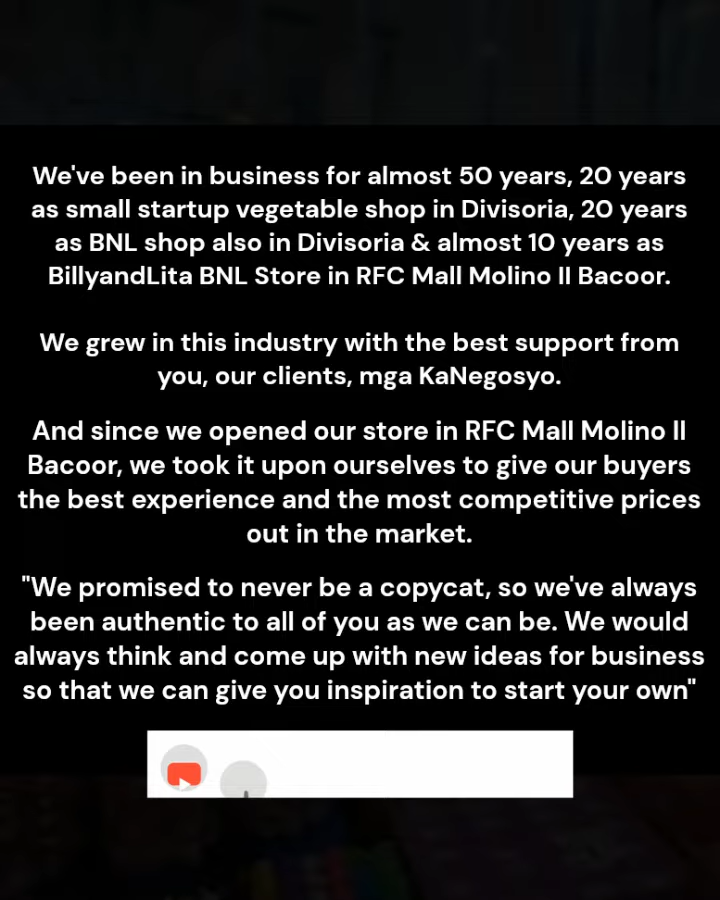 We've been in business for almost 50 years, 20 years
as small startup vegetable shop in Divisoria, 20 years
as BNL shop also in Divisoria & almost 10 years as
BillyandLita BNL Store in RFC Mall Molino II Bacoor.
We grew in this industry with the best support from
you, our clients, mga KaNegosyo.
And since we opened our store in RFC Mall Molino II
Bacoor, we took it upon ourselves to give our buyers
the best experience and the most competitive prices
out in the market.
"We promised to never be a copycat, so we've always
been authentic to all of you as we can be. We would
always think and come up with new ideas for business
so that we can give you inspiration to start your own"